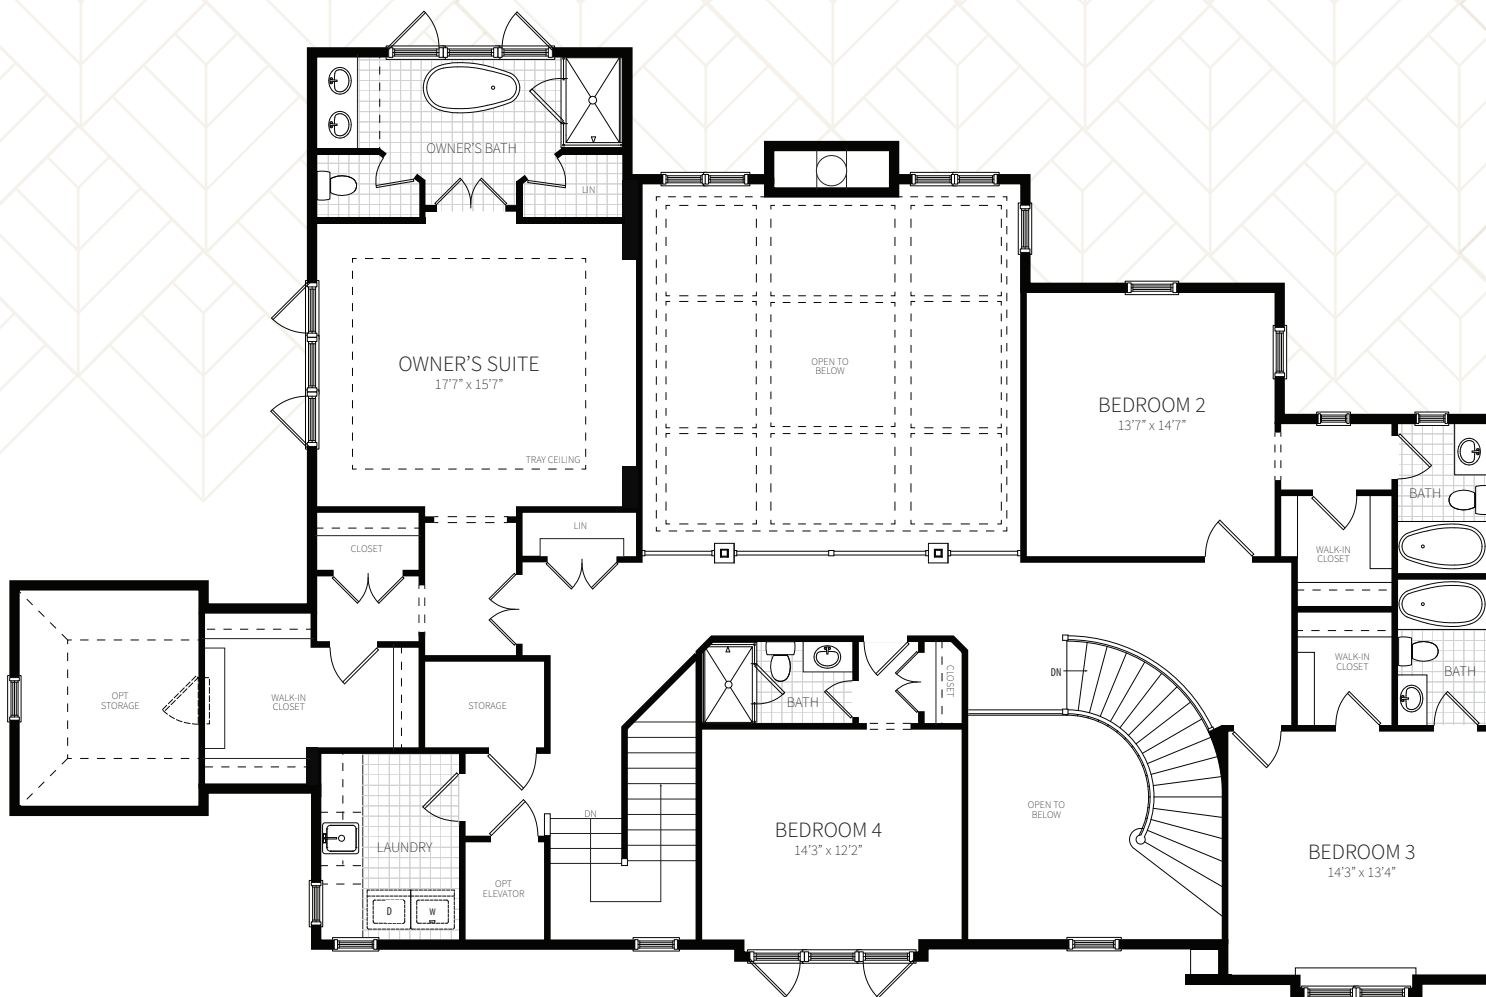 OWNER'S BATH
LIN
OWNER'S SUITE
17'7" x 15'7"
TRAY CEILING
OPEN TO
BELOW
BEDROOM 2
13'7" x 14'7"
BATH
WALK-IN
CLOSET
LIN
CLOSET
OPT
STORAGE
WALK-IN
CLOSET
STORAGE
BATH
CLOSET
DN
WALK-IN
CLOSET
BATH
LAUNDRY
D
W
OPT
ELEVATOR
DN
BEDROOM 4
14'3" x 12'2"
OPEN TO
BELOW
BEDROOM 3
14'3" x 13'4"